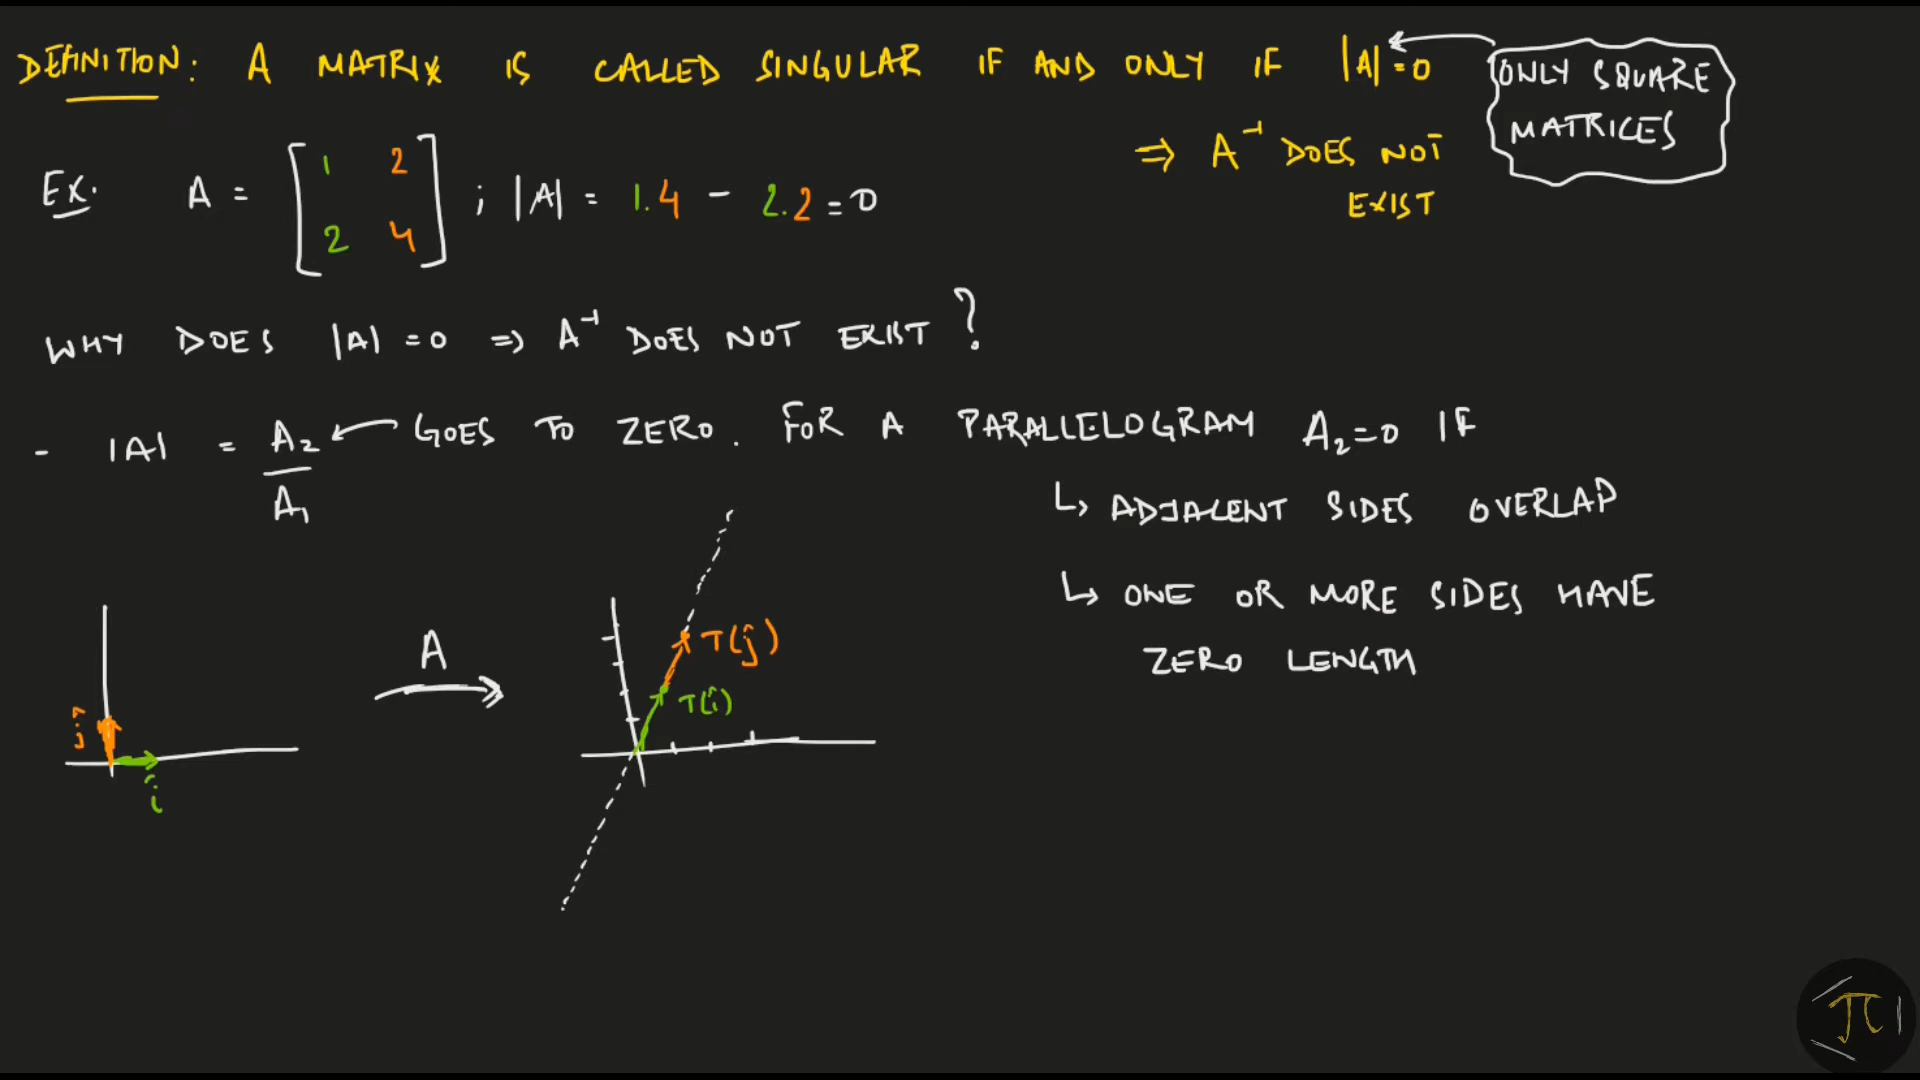 DEFINITION: A MATRIX IS CALLED SINGULAR IF AND ONLY IF |A|=0
ONLY SQUARE
MATRICES
⇒ A⁻¹ DOES NOT
EXIST
EX. A = [1 2
2 4] ; |A| = 1.4 - 2.2 = 0
WHY DOES |A| = 0 ⇒ A⁻¹ DOES NOT EXIST?
- |A| = A₂/A₁ ← GOES TO ZERO. FOR A PARALLELOGRAM A₂=0 IF
↳ ADJACENT SIDES OVERLAP
↳ ONE OR MORE SIDES HAVE
ZERO LENGTH
ĵ
î
A
T(ĵ)
T(î)
π